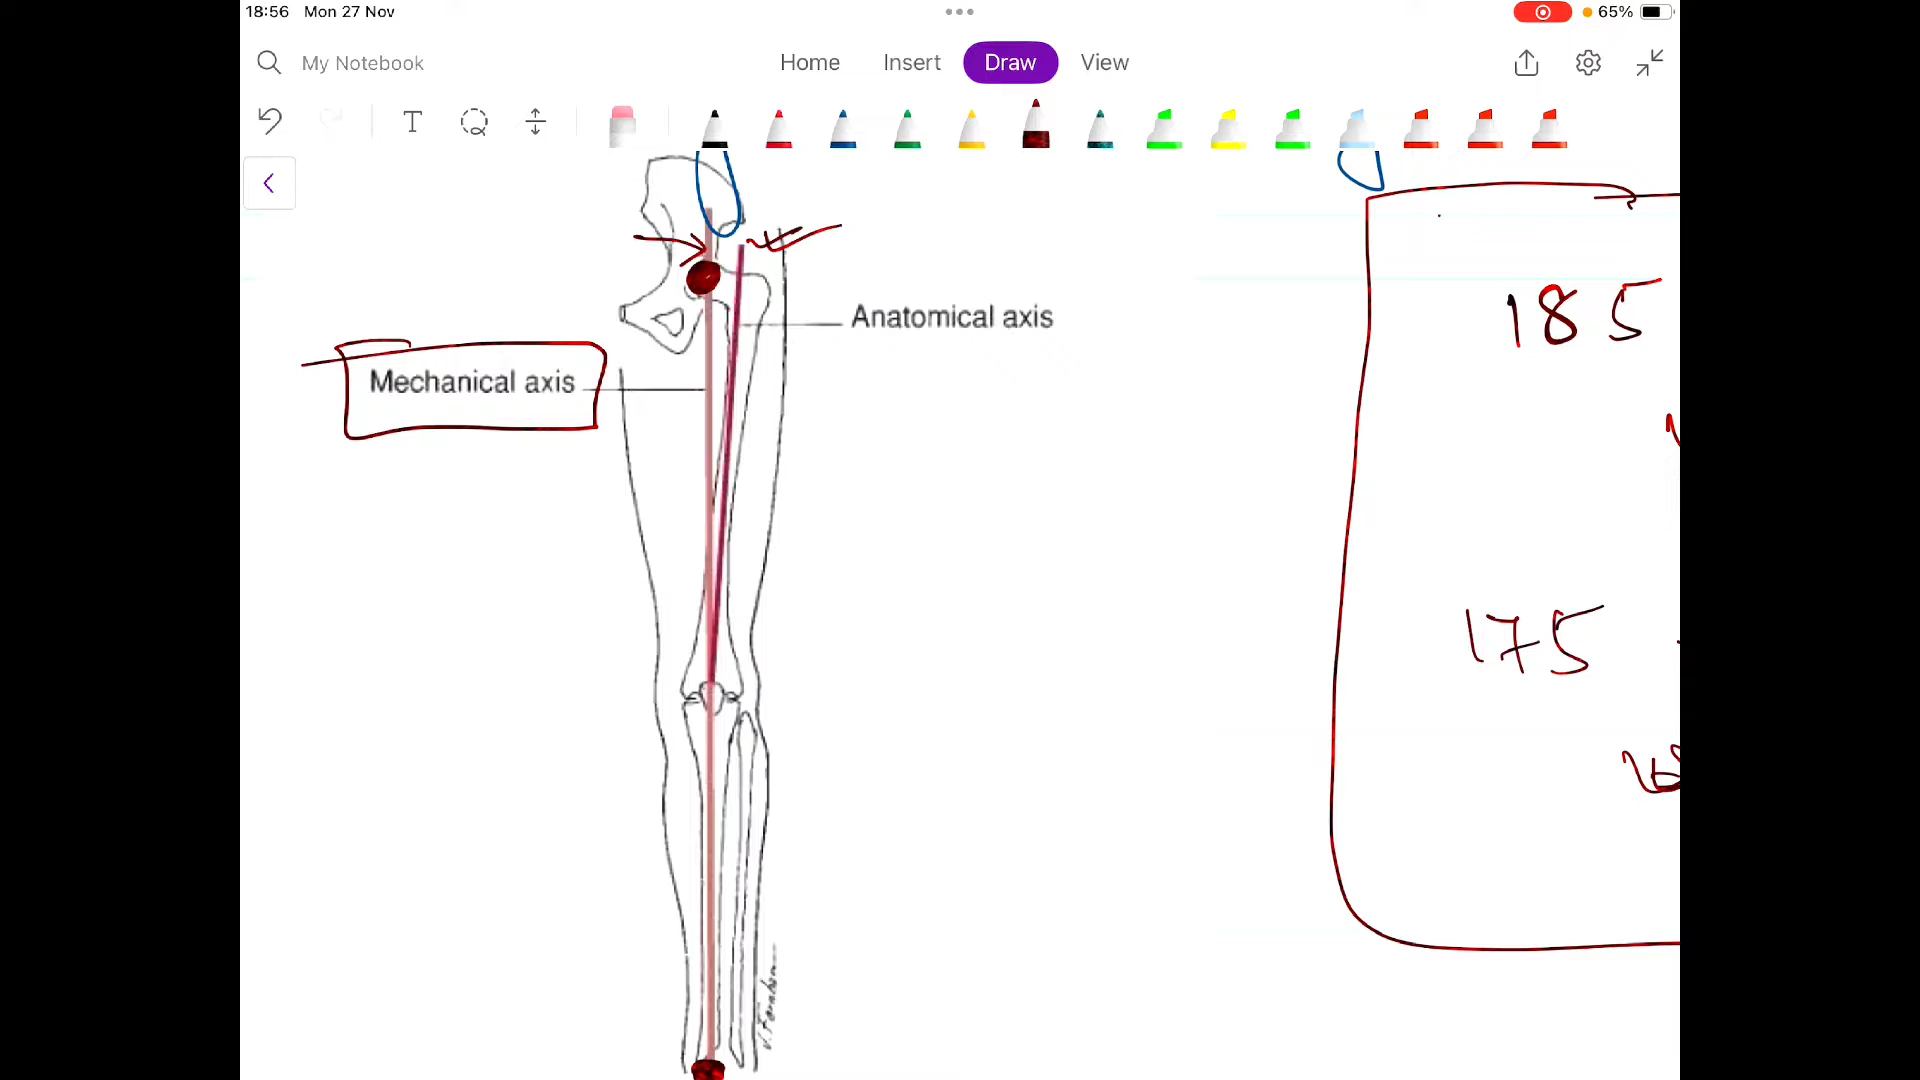 18:56 Mon 27 Nov
65%
My Notebook
Home Insert Draw View
T
Anatomical axis
Mechanical axis
185
175